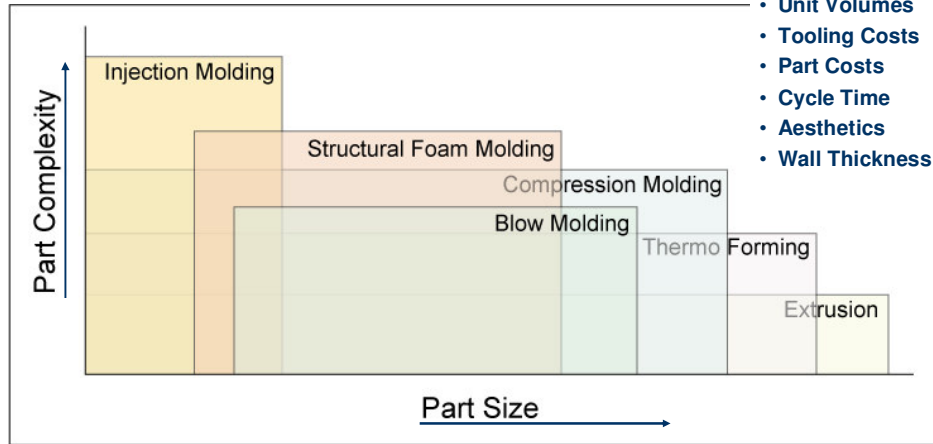 • Unit Volumes
• Tooling Costs
• Part Costs
• Cycle Time
• Aesthetics
• Wall Thickness
Part Complexity
Injection Molding
Structural Foam Molding
Compression Molding
Blow Molding
Thermo Forming
Extrusion
Part Size